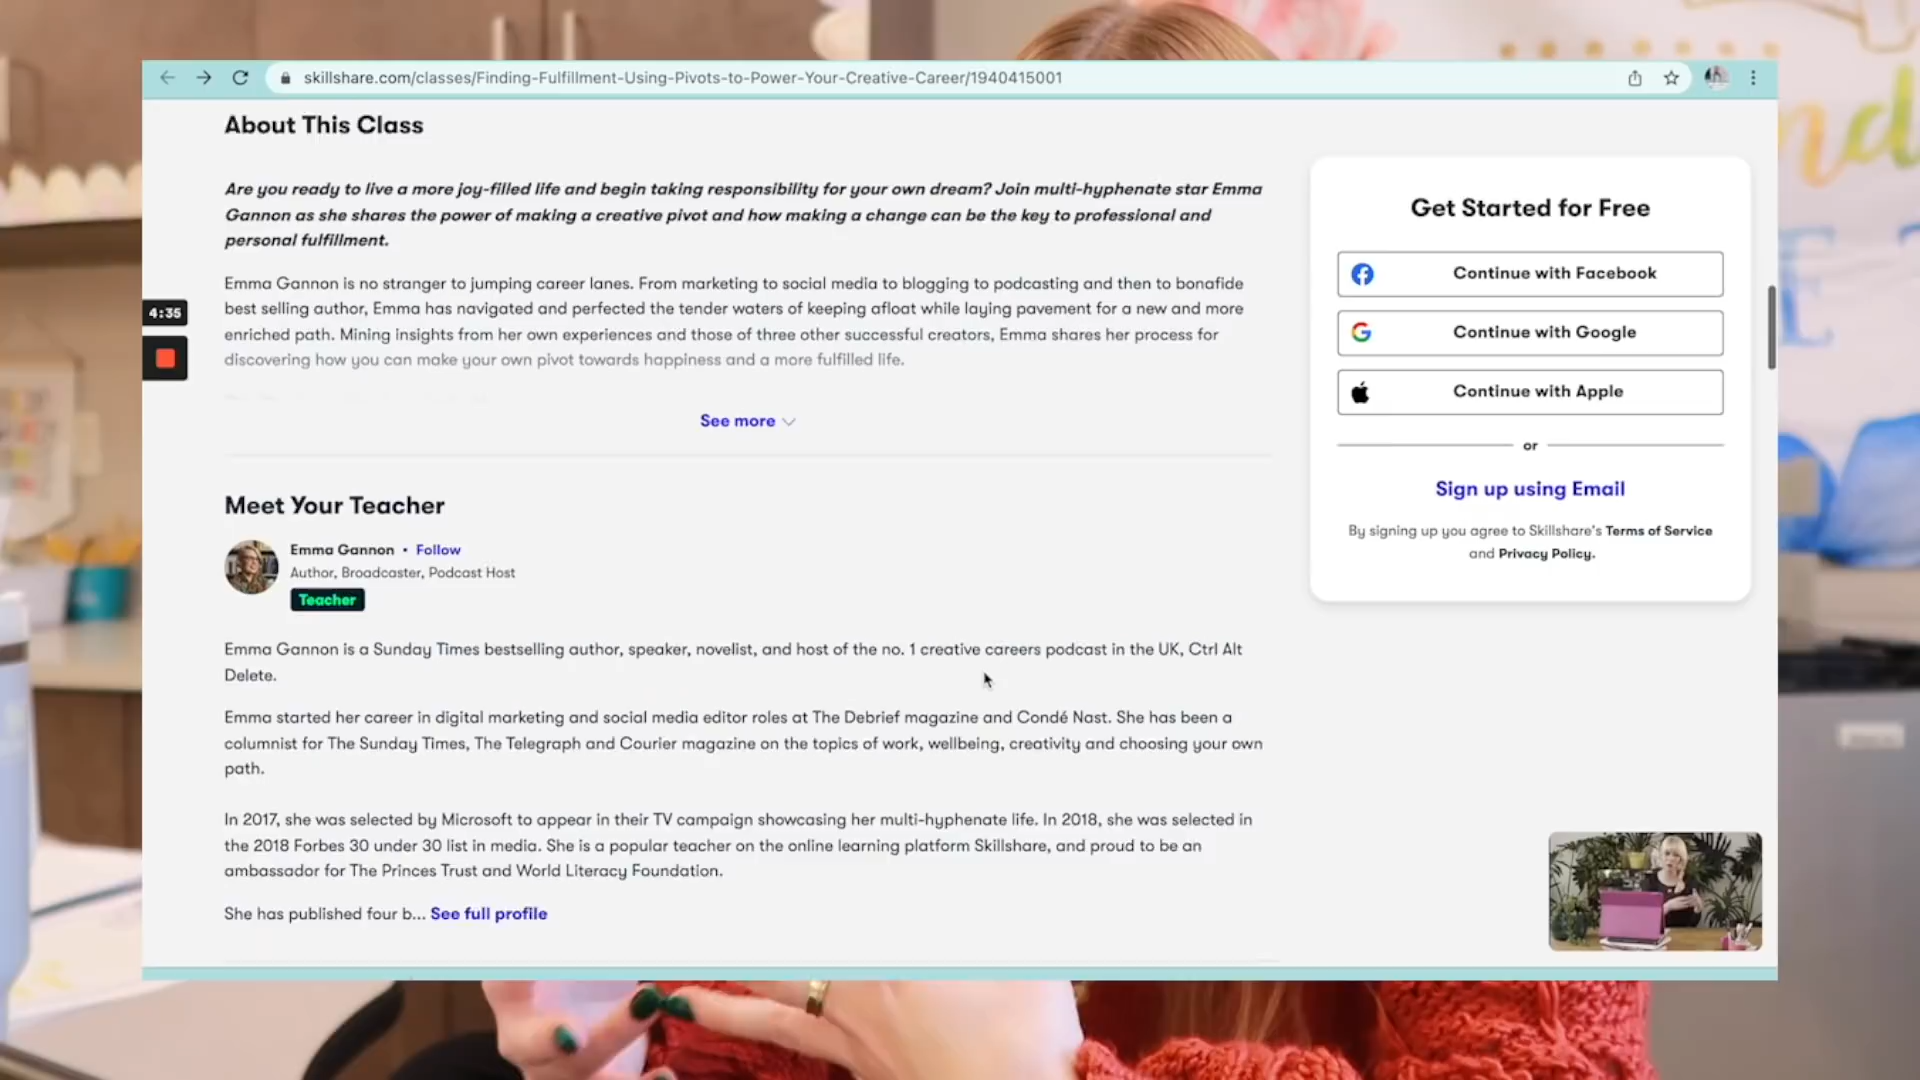 skillshare.com/classes/Finding-Fulfillment-Using-Pivots-to-Power-Your-Creative-Career/1940415001
About This Class
Are you ready to live a more joy-filled life and begin taking responsibility for your own dream? Join multi-hyphenate star Emma
Gannon as she shares the power of making a creative pivot and how making a change can be the key to professional and
personal fulfillment.
Emma Gannon is no stranger to jumping career lanes. From marketing to social media to blogging to podcasting and then to bonafide
best selling author, Emma has navigated and perfected the tender waters of keeping afloat while laying pavement for a new and more
enriched path. Mining insights from her own experiences and those of three other successful creators, Emma shares her process for
discovering how you can make your own pivot towards happiness and a more fulfilled life.
See more
4:35
Meet Your Teacher
Emma Gannon • Follow
Author, Broadcaster, Podcast Host
Teacher
Emma Gannon is a Sunday Times bestselling author, speaker, novelist, and host of the no. 1 creative careers podcast in the UK, Ctrl Alt
Delete.
Emma started her career in digital marketing and social media editor roles at The Debrief magazine and Condé Nast. She has been a
columnist for The Sunday Times, The Telegraph and Courier magazine on the topics of work, wellbeing, creativity and choosing your own
path.
In 2017, she was selected by Microsoft to appear in their TV campaign showcasing her multi-hyphenate life. In 2018, she was selected in
the 2018 Forbes 30 under 30 list in media. She is a popular teacher on the online learning platform Skillshare, and proud to be an
ambassador for The Princes Trust and World Literacy Foundation.
She has published four b... See full profile
Get Started for Free
Continue with Facebook
Continue with Google
Continue with Apple
or
Sign up using Email
By signing up you agree to Skillshare's Terms of Service
and Privacy Policy.